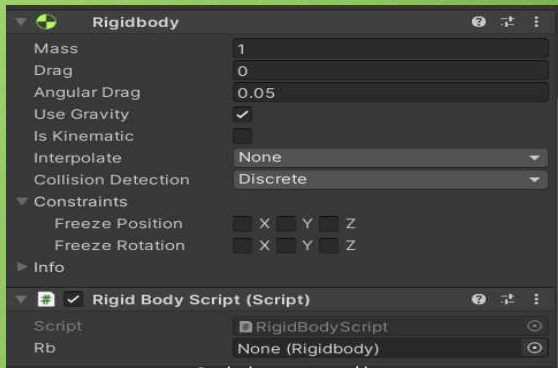 Rigidbody
Mass 1
Drag 0
Angular Drag 0.05
Use Gravity
Is Kinematic
Interpolate None
Collision Detection Discrete
Constraints
Freeze Position X Y Z
Freeze Rotation X Y Z
Info
# Rigid Body Script (Script)
Script # RigidBodyScript
Rb None (Rigidbody)